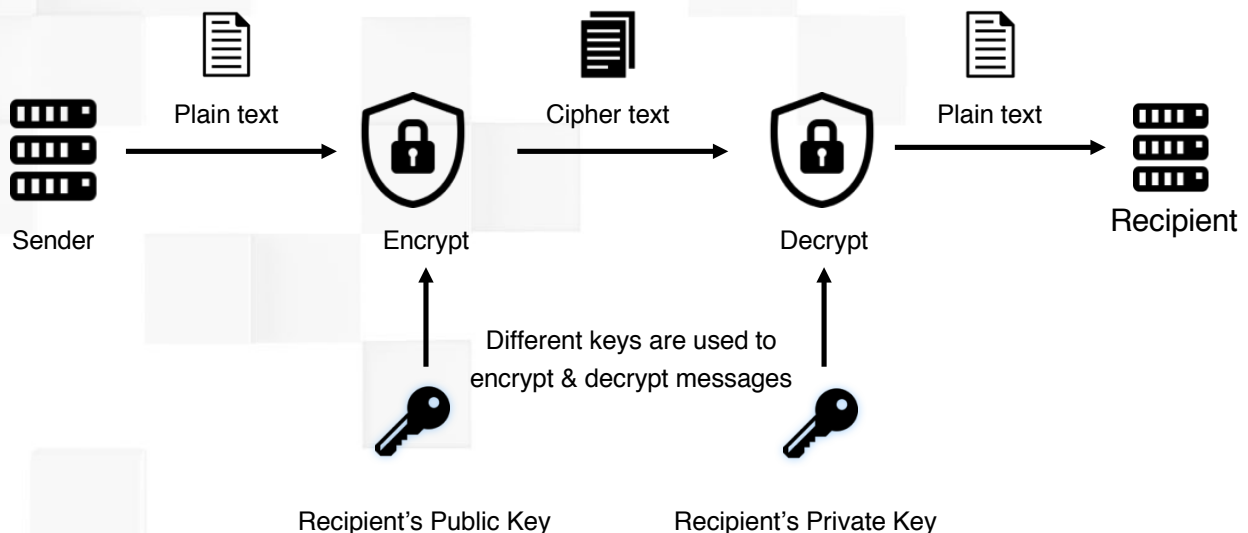 Plain text
Cipher text
Plain text
Sender
Encrypt
Decrypt
Recipient
Different keys are used to
encrypt & decrypt messages
Recipient’s Public Key
Recipient’s Private Key